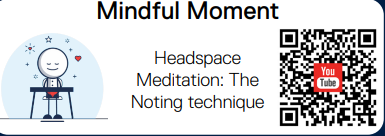 Mindful Moment
Headspace
Meditation: The
Noting technique
You
Tube